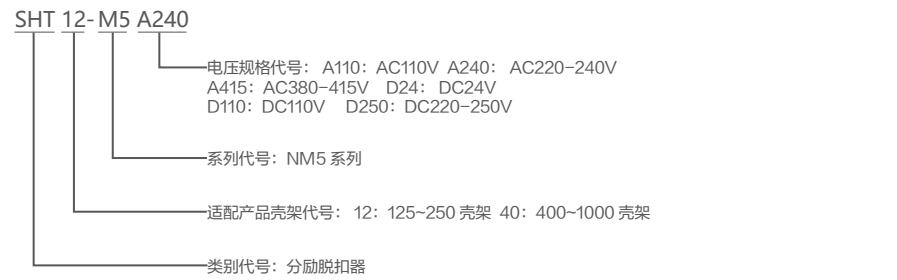 SHT 12- M5 A240
电压规格代号： A110：AC110V A240： AC220-240V
A415：AC380-415V D24： DC24V
D110：DC110V D250：DC220-250V
系列代号：NM5 系列
适配产品壳架代号： 12：125~250 壳架 40：400~1000 壳架
类别代号：分励脱扣器